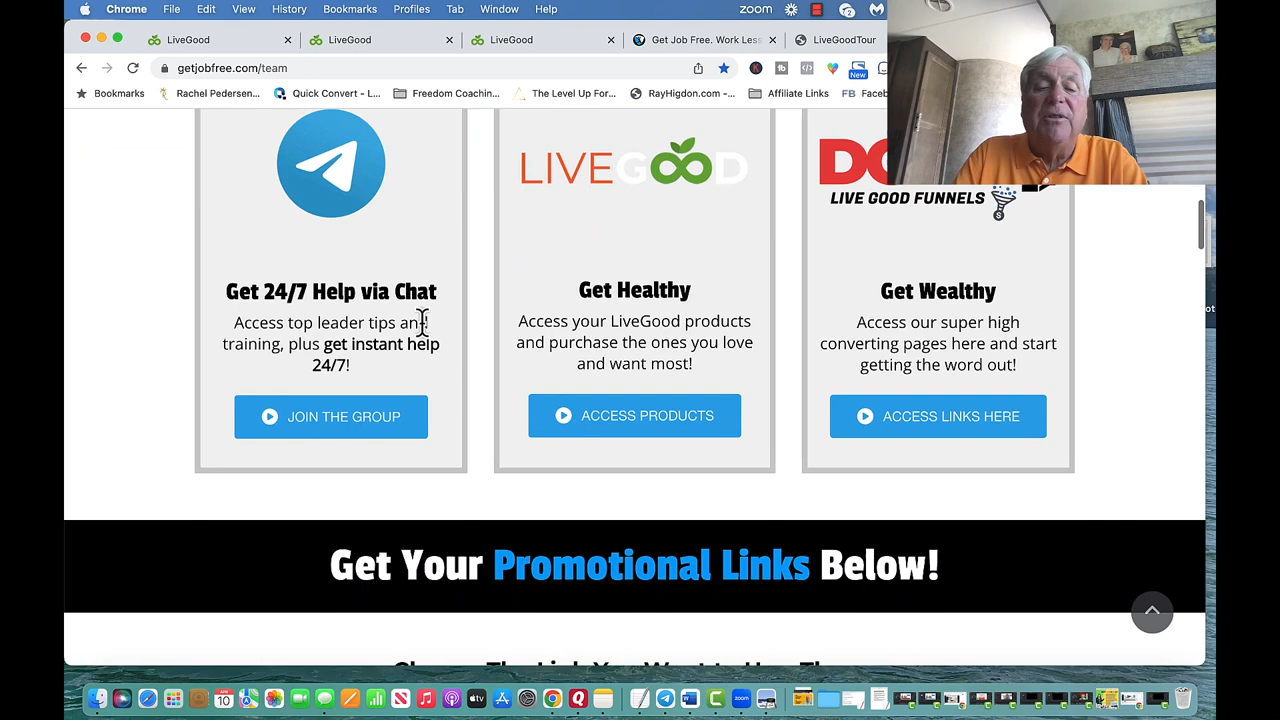 Chrome File Edit View History Bookmarks Profiles Tab Window Help zoom 2
LiveGood LiveGood LiveGood Get Job Free. Work Les LiveGoodTour
getjobfree.com/team
New
Bookmarks Rachel Pedersen... Quick Convert - L... Freedom Coachin... The Level Up For... RayHigdon.com –... Affiliate Links FB Faceb
LIVEGOOD
LIVE GOOD FUNNELS
Get 24/7 Help via Chat
Access top leader tips and
training, plus get instant help
24/7!
JOIN THE GROUP
Get Healthy
Access your LiveGood products
and purchase the ones you love
and want most!
ACCESS PRODUCTS
Get Wealthy
Access our super high
converting pages here and start
getting the word out!
ACCESS LINKS HERE
Get Your Promotional Links Below!